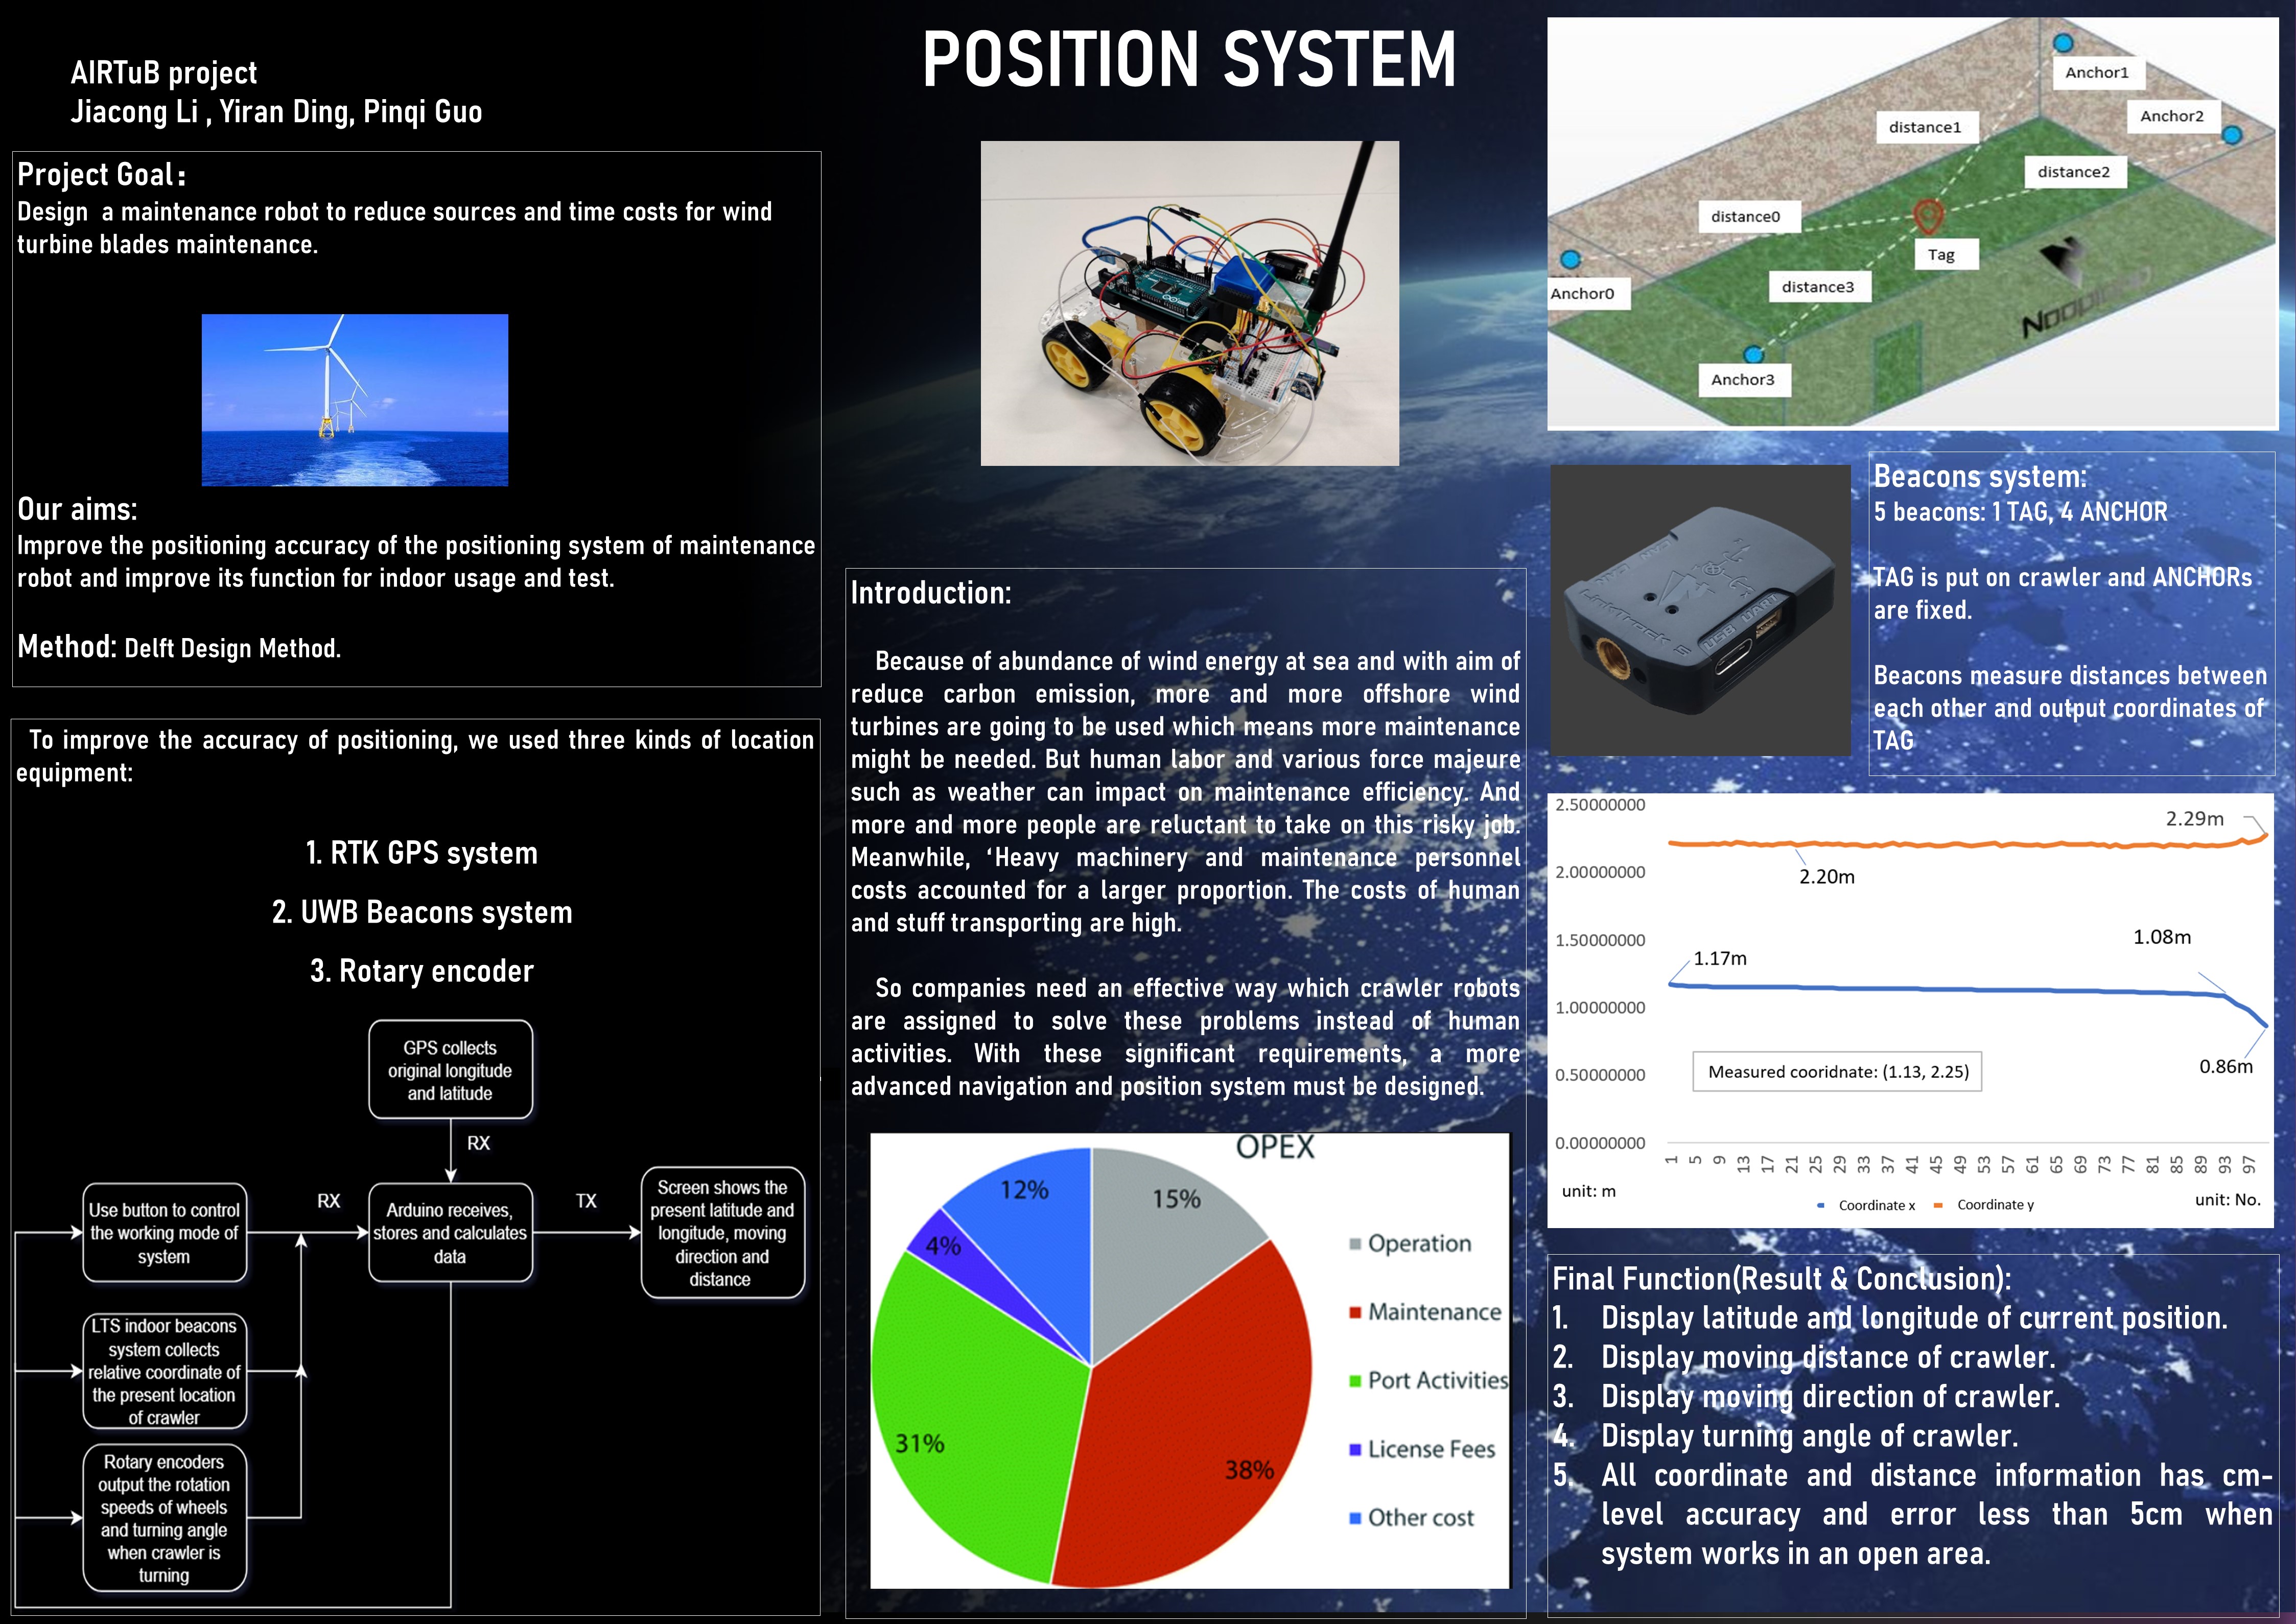 POSITION SYSTEM
AIRTuB project
Jiacong Li , Yiran Ding, Pinqi Guo
Project Goal：
Design a maintenance robot to reduce sources and time costs for wind
turbine blades maintenance.
Our aims:
Improve the positioning accuracy of the positioning system of maintenance
robot and improve its function for indoor usage and test.
Method: Delft Design Method.
To improve the accuracy of positioning, we used three kinds of location
equipment:
1. RTK GPS system
2. UWB Beacons system
3. Rotary encoder
GPS collects
original longitude
and latitude
RX
Use button to control
the working mode of
system
RX
Arduino receives,
stores and calculates
data
TX
Screen shows the
present latitude and
longitude, moving
direction and
distance
LTS indoor beacons
system collects
relative coordinate of
the present location
of crawler
Rotary encoders
output the rotation
speeds of wheels
and turning angle
when crawler is
turning
Introduction:
Because of abundance of wind energy at sea and with aim of
reduce carbon emission, more and more offshore wind
turbines are going to be used which means more maintenance
might be needed. But human labor and various force majeure
such as weather can impact on maintenance efficiency. And
more and more people are reluctant to take on this risky job.
Meanwhile, ‘Heavy machinery and maintenance personnel
costs accounted for a larger proportion. The costs of human
and stuff transporting are high.
So companies need an effective way which crawler robots
are assigned to solve these problems instead of human
activities. With these significant requirements, a more
advanced navigation and position system must be designed.
OPEX
12%
15%
4%
31%
38%
Operation
Maintenance
Port Activities
License Fees
Other cost
Anchor1
Anchor2
distance1
distance2
distance0
Tag
Anchor0
distance3
Anchor3
LinkTrack S
USB UART
CAN
Beacons system:
5 beacons: 1 TAG, 4 ANCHOR
TAG is put on crawler and ANCHORs
are fixed.
Beacons measure distances between
each other and output coordinates of
TAG
2.50000000
2.00000000
1.50000000
1.00000000
0.50000000
0.00000000
2.29m
2.20m
1.17m
1.08m
0.86m
Measured cooridnate: (1.13, 2.25)
1 5 9 13 17 21 25 29 33 37 41 45 49 53 57 61 65 69 73 77 81 85 89 93 97
unit: m
Coordinate x Coordinate y
unit: No.
Final Function(Result & Conclusion):
1. Display latitude and longitude of current position.
2. Display moving distance of crawler.
3. Display moving direction of crawler.
4. Display turning angle of crawler.
5. All coordinate and distance information has cm-
level accuracy and error less than 5cm when
system works in an open area.